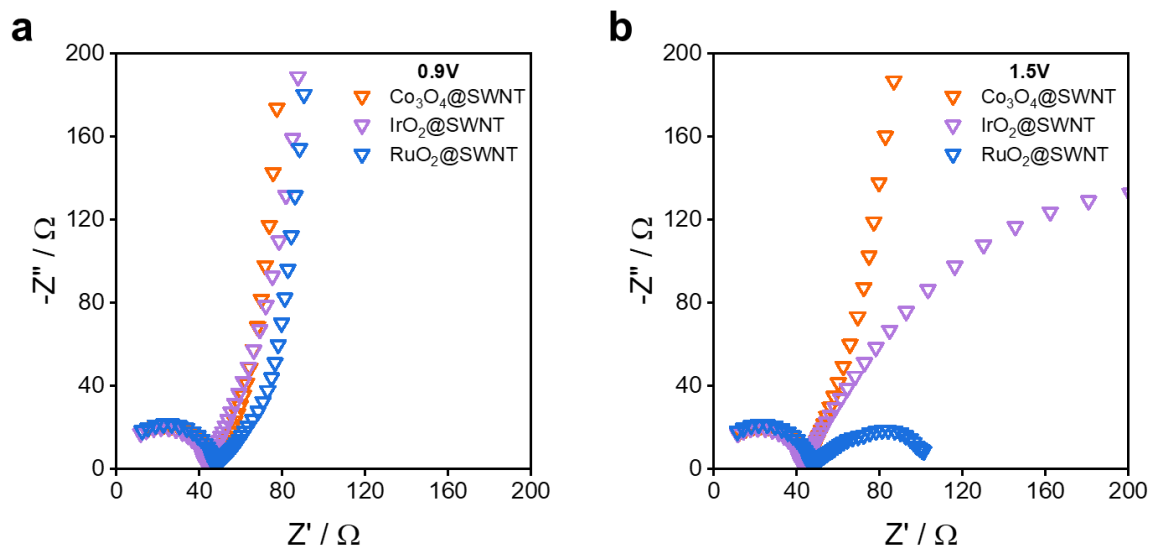 a
0.9V
Co₃O₄@SWNT
IrO₂@SWNT
RuO₂@SWNT
200
160
120
80
40
0
-Z'' / Ω
0 40 80 120 160 200
Z' / Ω
b
1.5V
Co₃O₄@SWNT
IrO₂@SWNT
RuO₂@SWNT
200
160
120
80
40
0
-Z'' / Ω
0 40 80 120 160 200
Z' / Ω